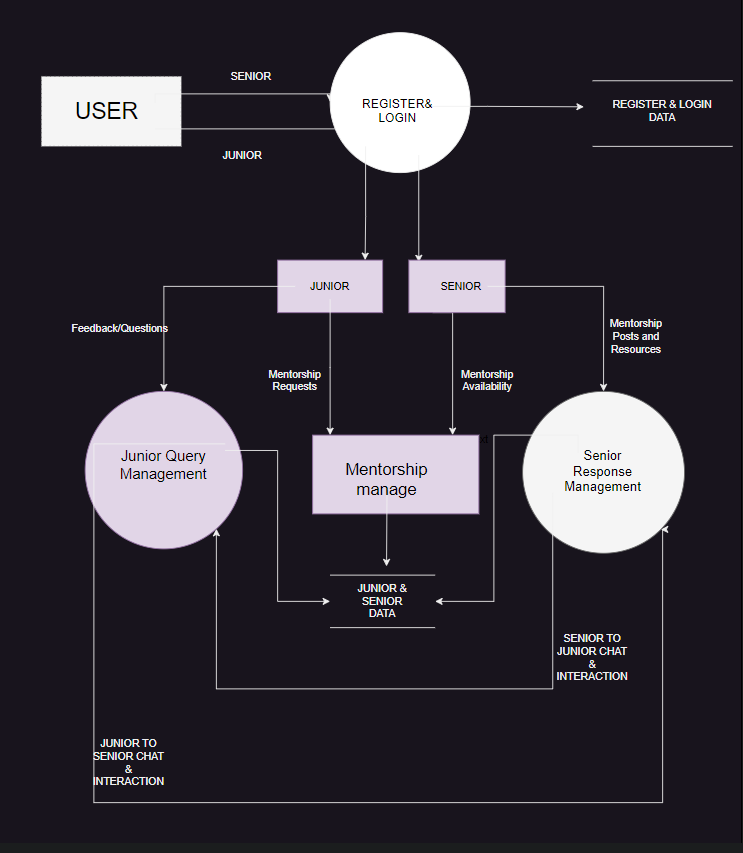 SENIOR
USER
REGISTER&
LOGIN
REGISTER & LOGIN
DATA
JUNIOR
JUNIOR
SENIOR
Feedback/Questions
Mentorship
Posts and
Resources
Mentorship
Requests
Mentorship
Availability
Junior Query
Management
Mentorship
manage
Senior
Response
Management
JUNIOR &
SENIOR
DATA
SENIOR TO
JUNIOR CHAT
&
INTERACTION
JUNIOR TO
SENIOR CHAT
&
INTERACTION